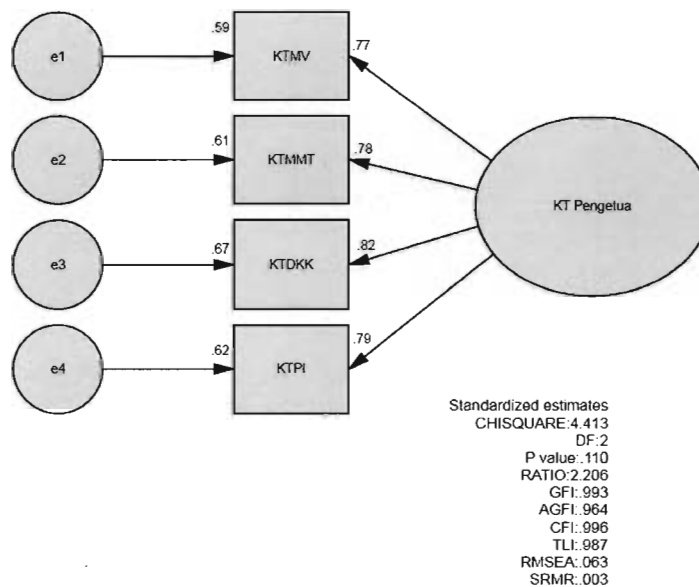 .59
e1
KTMV
.77
.61
e2
KTMMT
.78
KT Pengetua
.67
e3
KTDKK
.82
.62
e4
KTPI
.79
Standardized estimates
CHISQUARE:4.413
DF:2
P value:.110
RATIO:2.206
GFI:.993
AGFI:.964
CFI:.996
TLI:.987
RMSEA:.063
SRMR:.003